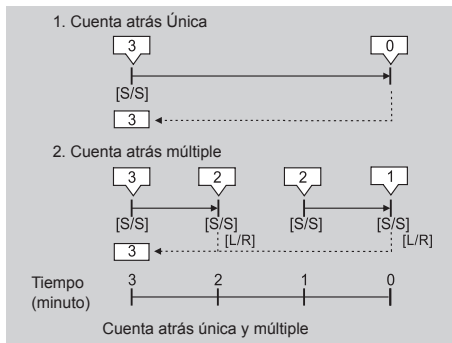 1. Cuenta atrás Única
3 0
[S/S]
3
2. Cuenta atrás múltiple
3 2 2 1
[S/S] [S/S] [S/S] [S/S]
[L/R] [L/R]
3
Tiempo 3 2 1 0
(minuto)
Cuenta atrás única y múltiple